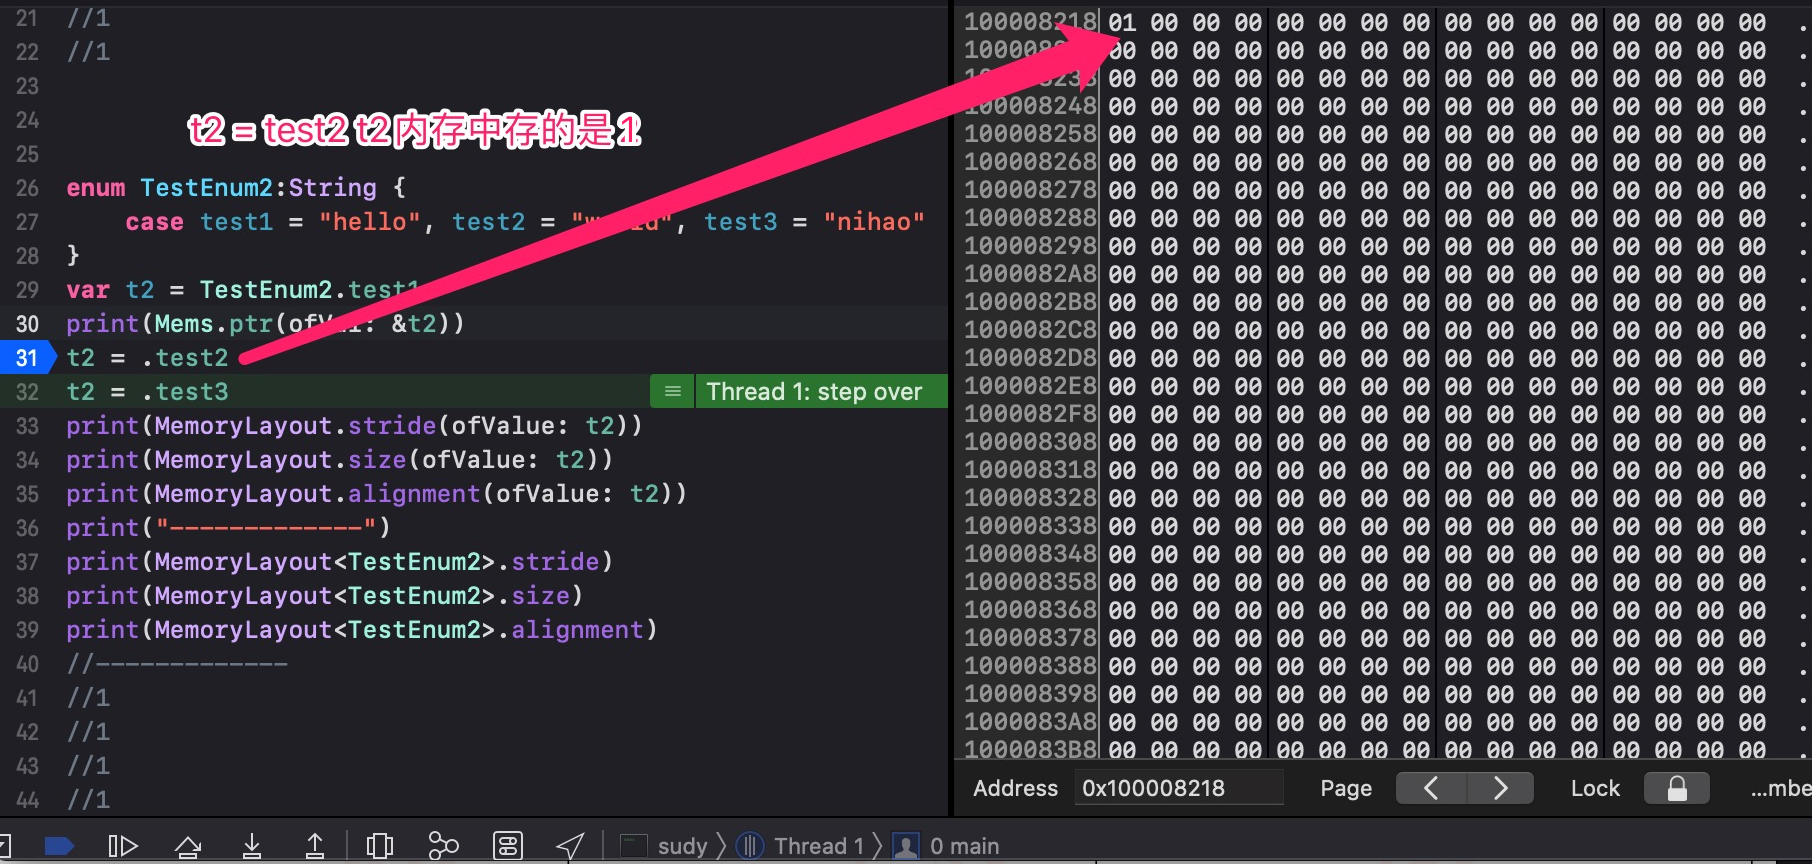 21 //1
22 //1
23
24
t2 = test2 t2内存中存的是 1
25
26 enum TestEnum2:String {
27 case test1 = "hello", test2 = "w ld", test3 = "nihao"
28 }
29 var t2 = TestEnum2.test1
30 print(Mems.ptr(ofVal: &t2))
31 t2 = .test2
32 t2 = .test3
Thread 1: step over
33 print(MemoryLayout.stride(ofValue: t2))
34 print(MemoryLayout.size(ofValue: t2))
35 print(MemoryLayout.alignment(ofValue: t2))
36 print("-------------")
37 print(MemoryLayout<TestEnum2>.stride)
38 print(MemoryLayout<TestEnum2>.size)
39 print(MemoryLayout<TestEnum2>.alignment)
40 //-------------
41 //1
42 //1
43 //1
44 //1
100008218 01 00 00 00 00 00 00 00 00 00 00 00 00 00 00 00 .
00 00 00 00 00 00 00 00 00 00 00 00 00 00 00 00 .
100008238 00 00 00 00 00 00 00 00 00 00 00 00 00 00 00 00 .
100008248 00 00 00 00 00 00 00 00 00 00 00 00 00 00 00 00 .
100008258 00 00 00 00 00 00 00 00 00 00 00 00 00 00 00 00 .
100008268 00 00 00 00 00 00 00 00 00 00 00 00 00 00 00 00 .
100008278 00 00 00 00 00 00 00 00 00 00 00 00 00 00 00 00 .
100008288 00 00 00 00 00 00 00 00 00 00 00 00 00 00 00 00 .
100008298 00 00 00 00 00 00 00 00 00 00 00 00 00 00 00 00 .
1000082A8 00 00 00 00 00 00 00 00 00 00 00 00 00 00 00 00 .
1000082B8 00 00 00 00 00 00 00 00 00 00 00 00 00 00 00 00 .
1000082C8 00 00 00 00 00 00 00 00 00 00 00 00 00 00 00 00 .
1000082D8 00 00 00 00 00 00 00 00 00 00 00 00 00 00 00 00 .
1000082E8 00 00 00 00 00 00 00 00 00 00 00 00 00 00 00 00 .
1000082F8 00 00 00 00 00 00 00 00 00 00 00 00 00 00 00 00 .
100008308 00 00 00 00 00 00 00 00 00 00 00 00 00 00 00 00 .
100008318 00 00 00 00 00 00 00 00 00 00 00 00 00 00 00 00 .
100008328 00 00 00 00 00 00 00 00 00 00 00 00 00 00 00 00 .
100008338 00 00 00 00 00 00 00 00 00 00 00 00 00 00 00 00 .
100008348 00 00 00 00 00 00 00 00 00 00 00 00 00 00 00 00 .
100008358 00 00 00 00 00 00 00 00 00 00 00 00 00 00 00 00 .
100008368 00 00 00 00 00 00 00 00 00 00 00 00 00 00 00 00 .
100008378 00 00 00 00 00 00 00 00 00 00 00 00 00 00 00 00 .
100008388 00 00 00 00 00 00 00 00 00 00 00 00 00 00 00 00 .
100008398 00 00 00 00 00 00 00 00 00 00 00 00 00 00 00 00 .
1000083A8 00 00 00 00 00 00 00 00 00 00 00 00 00 00 00 00 .
1000083B8 00 00 00 00 00 00 00 00 00 00 00 00 00 00 00 00 .
Address 0x100008218 Page Lock ...mbe
sudy Thread 1 0 main